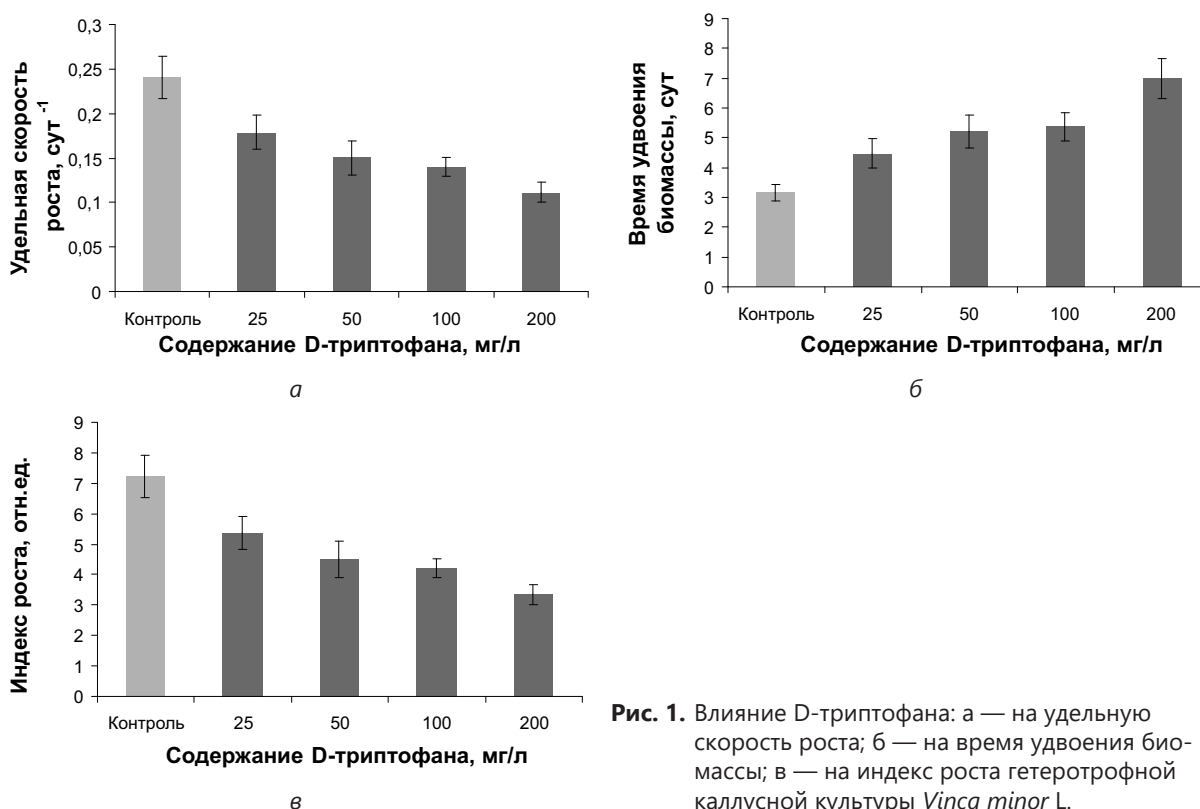 0,3
0,25
0,2
0,15
0,1
0,05
0
Удельная скорость
роста, сут -1
Контроль 25 50 100 200
Содержание D-триптофана, мг/л
а
9
8
7
6
5
4
3
2
1
0
Время удвоения
биомассы, сут
Контроль 25 50 100 200
Содержание D-триптофана, мг/л
б
9
8
7
6
5
4
3
2
1
0
Индекс роста, отн.ед.
Контроль 25 50 100 200
Содержание D-триптофана, мг/л
в
Рис. 1. Влияние D-триптофана: а — на удельную
скорость роста; б — на время удвоения био-
массы; в — на индекс роста гетеротрофной
каллусной культуры Vinca minor L.